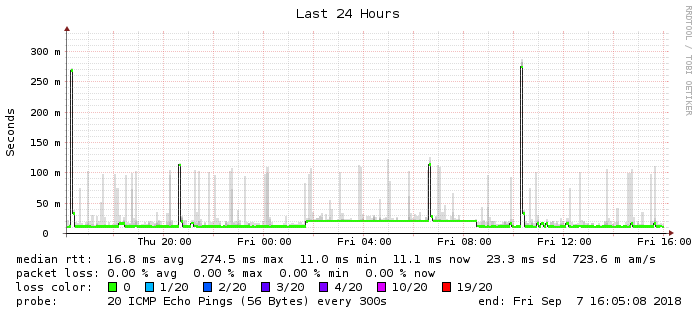 Last 24 Hours
RRDTOOL / TOBI OETIKER
Seconds
300 m
250 m
200 m
150 m
100 m
50 m
0
Thu 20:00 Fri 00:00 Fri 04:00 Fri 08:00 Fri 12:00 Fri 16:00
median rtt: 16.8 ms avg 274.5 ms max 11.0 ms min 11.1 ms now 23.3 ms sd 723.6 m am/s
packet loss: 0.00 % avg 0.00 % max 0.00 % min 0.00 % now
loss color: 0 1/20 2/20 3/20 4/20 10/20 19/20
probe: 20 ICMP Echo Pings (56 Bytes) every 300s end: Fri Sep 7 16:05:08 2018